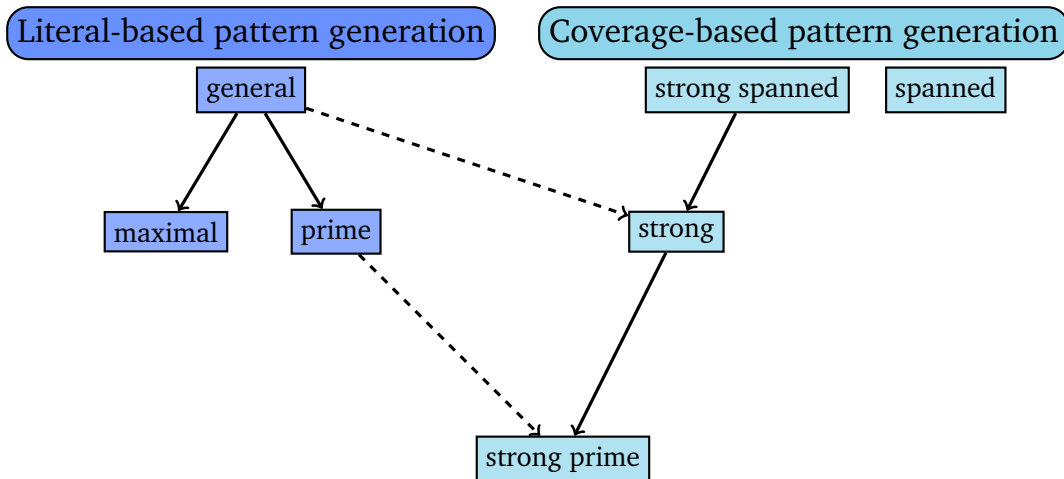 Literal-based pattern generation
Coverage-based pattern generation
general
strong spanned
spanned
maximal
prime
strong
strong prime